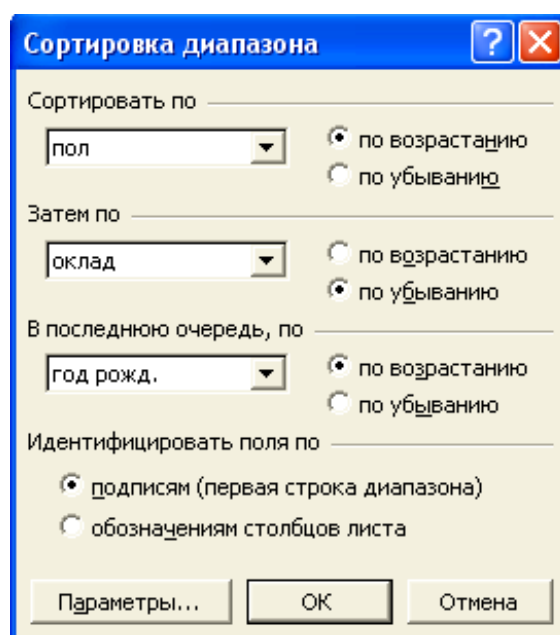 Сортировка диапазона
Сортировать по
пол
по возрастанию
по убыванию
Затем по
оклад
по возрастанию
по убыванию
В последнюю очередь, по
год рожд.
по возрастанию
по убыванию
Идентифицировать поля по
подписям (первая строка диапазона)
обозначениям столбцов листа
Параметры... ОК Отмена